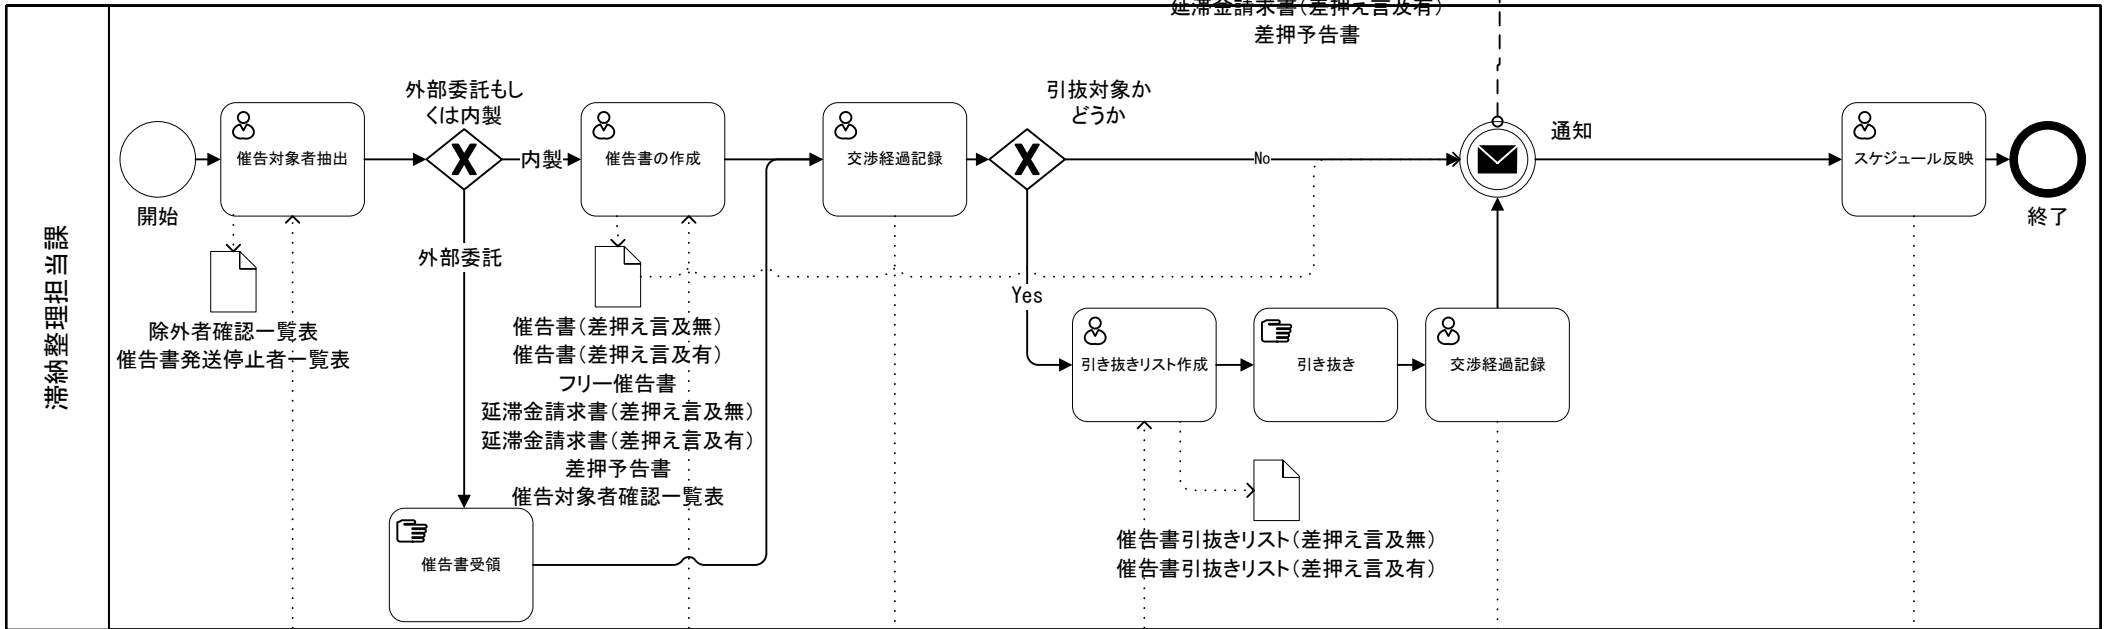 延滞金請求書(差押え言及有)
差押予告書
滞納整理担当課
開始
催告対象者抽出
除外者確認一覧表
催告書発送停止者一覧表
外部委託もし
くは内製
内製
外部委託
催告書受領
催告書の作成
催告書(差押え言及無)
催告書(差押え言及有)
フリー催告書
延滞金請求書(差押え言及無)
延滞金請求書(差押え言及有)
差押予告書
催告対象者確認一覧表
交渉経過記録
引抜対象か
どうか
No
Yes
引き抜きリスト作成
催告書引抜きリスト(差押え言及無)
催告書引抜きリスト(差押え言及有)
引き抜き
交渉経過記録
通知
スケジュール反映
終了